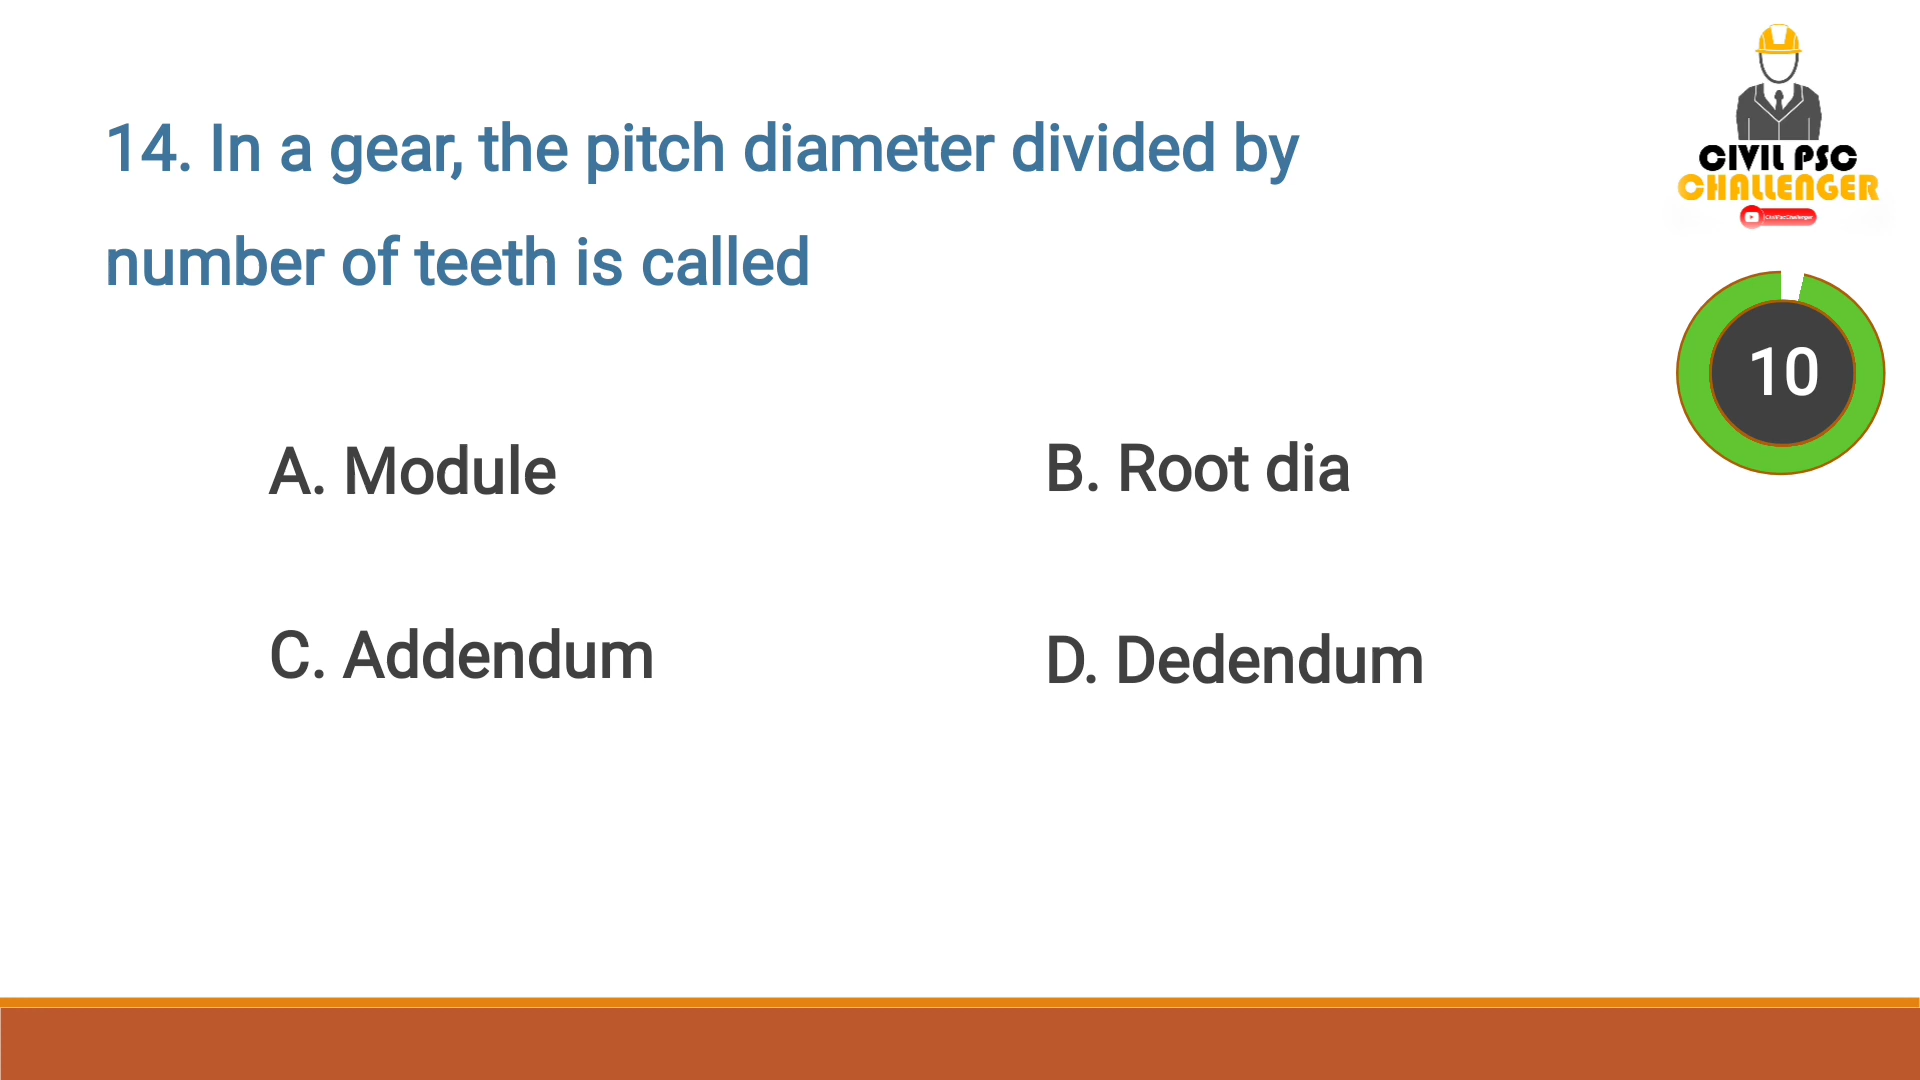 14. In a gear, the pitch diameter divided by
number of teeth is called
A. Module
B. Root dia
C. Addendum
D. Dedendum
CIVIL PSC
CHALLENGER
10